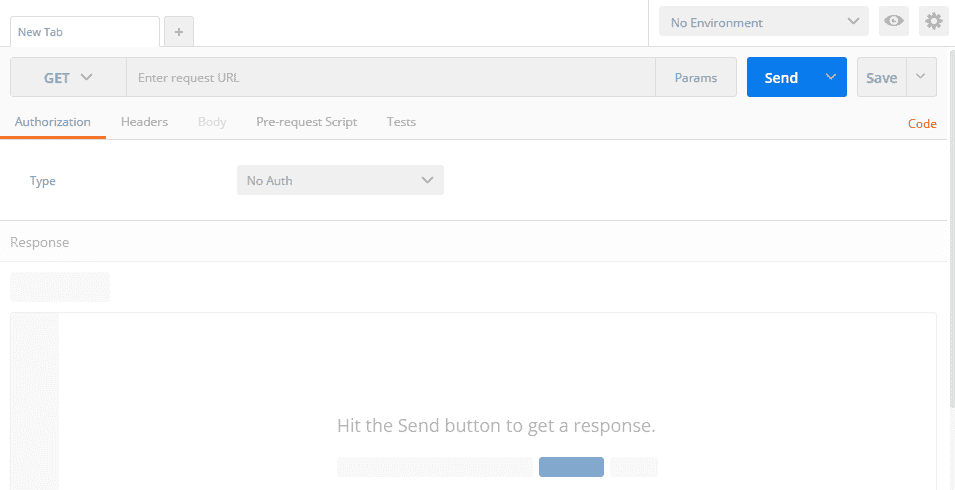 New Tab
+
No Environment
GET
Enter request URL
Params
Send
Save
Authorization
Headers
Body
Pre-request Script
Tests
Code
Type
No Auth
Response
Hit the Send button to get a response.